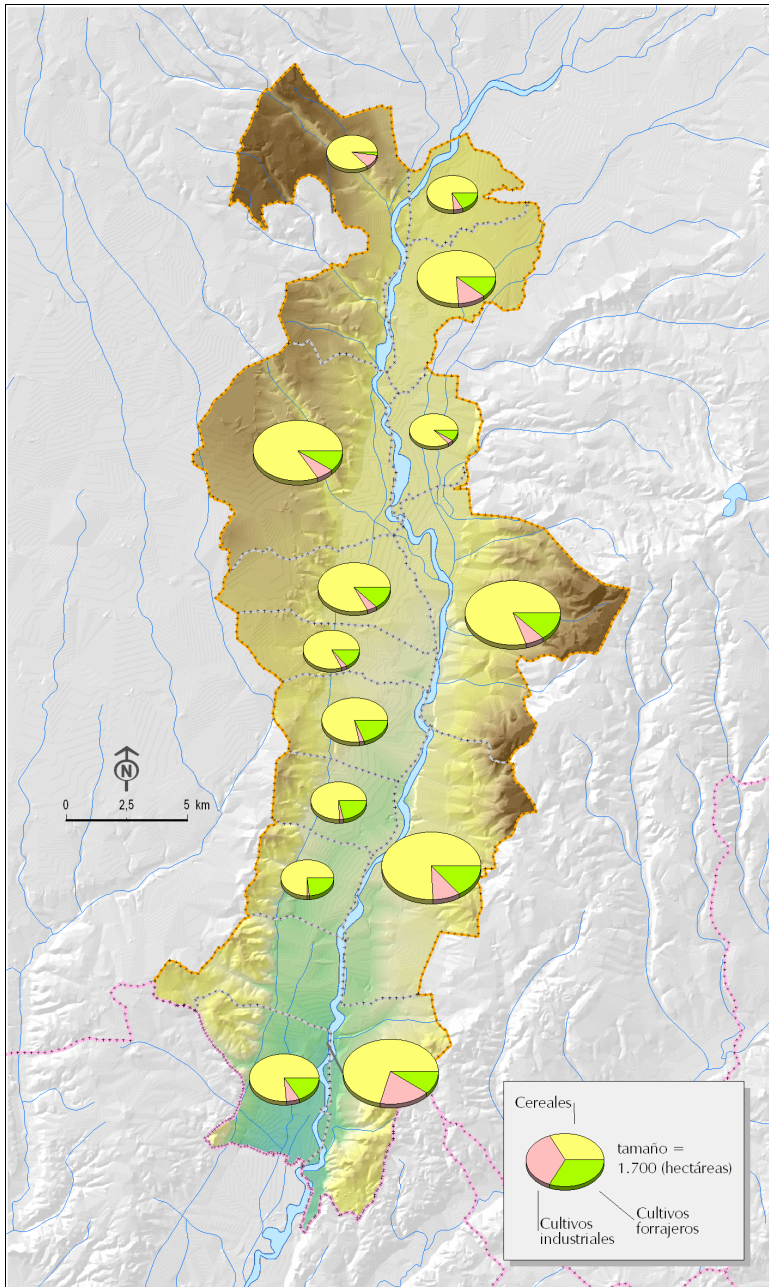 N
0 2,5 5 km
Cereales
tamaño =
1.700 (hectáreas)
Cultivos
industriales
Cultivos
forrajeros